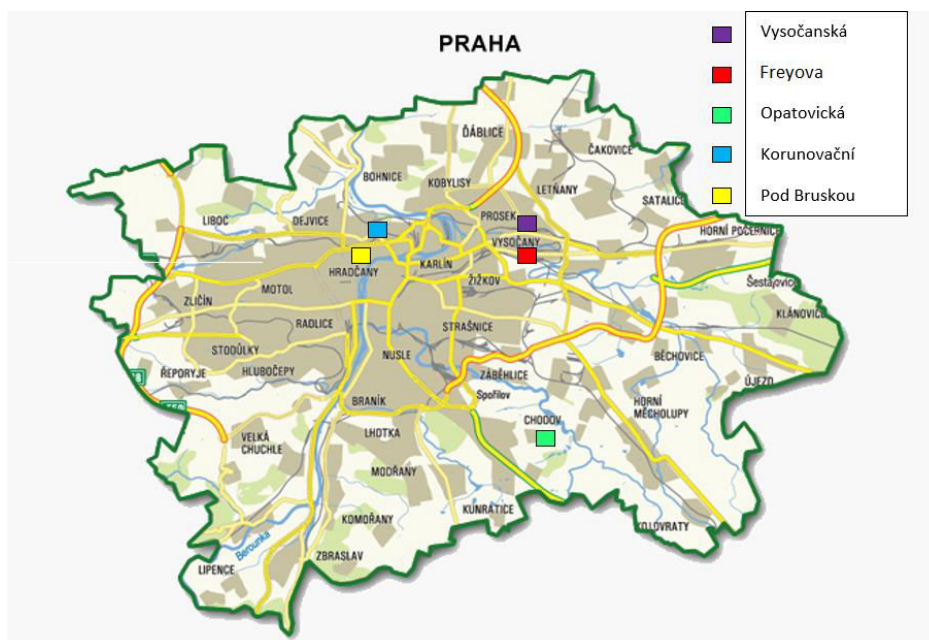 PRAHA
Vysočanská
Freyova
Opatovická
Korunovační
Pod Bruskou
ĎÁBLICE
ČAKOVICE
BOHNICE
KOBYLISY
LETŇANY
SATALICE
LIBOC
DEJVICE
PROSEK
HORNÍ POČERNICE
VYSOČANY
HRADČANY
KARLÍN
ŽIŽKOV
MOTOL
Šestajovice
ZLIČÍN
KLÁNOVICE
RADLICE
STRAŠNICE
STODŮLKY
NUSLE
BĚCHOVICE
ŘEPORYJE
HLUBOČEPY
ZÁBĚHLICE
ÚJEZD
Spořilov
BRANÍK
HORNÍ
MĚCHOLUPY
CHODOV
LHOTKA
VELKÁ
CHUCHLE
MODŘANY
KUNRATICE
KOMOŘANY
KOLOVRATY
Berounka
ZBRASLAV
LIPENCE